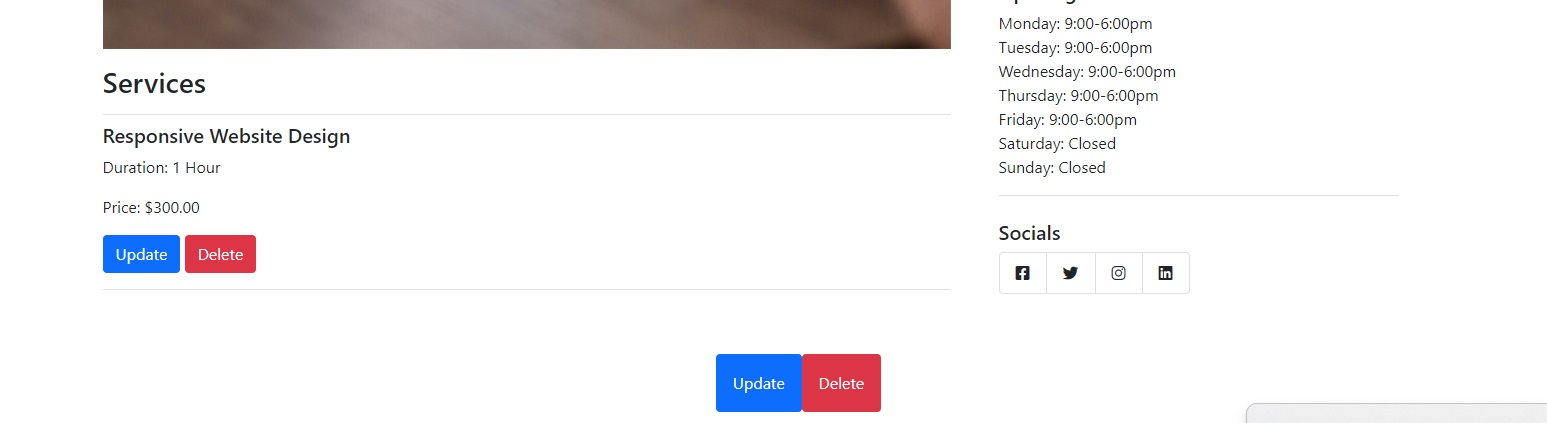 Services
Responsive Website Design
Duration: 1 Hour
Price: $300.00
Update Delete
Monday: 9:00-6:00pm
Tuesday: 9:00-6:00pm
Wednesday: 9:00-6:00pm
Thursday: 9:00-6:00pm
Friday: 9:00-6:00pm
Saturday: Closed
Sunday: Closed
Socials
Update Delete